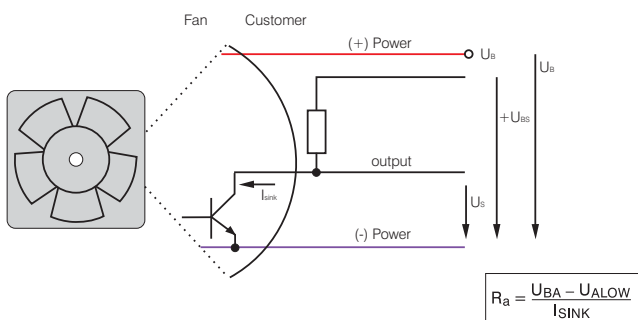 Fan Customer
(+) Power
UB
UB
+UBS
output
Isink
US
(-) Power
Ra = UBA – UALOW
ISINK